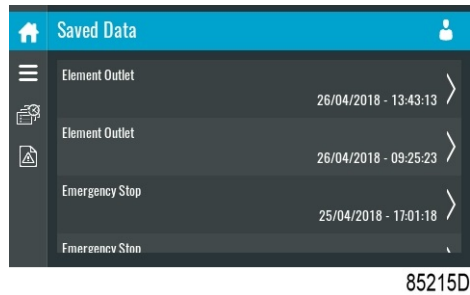 Saved Data
Element Outlet
26/04/2018 - 13:43:13
Element Outlet
26/04/2018 - 09:25:23
Emergency Stop
25/04/2018 - 17:01:18
Emergency Stop
85215D